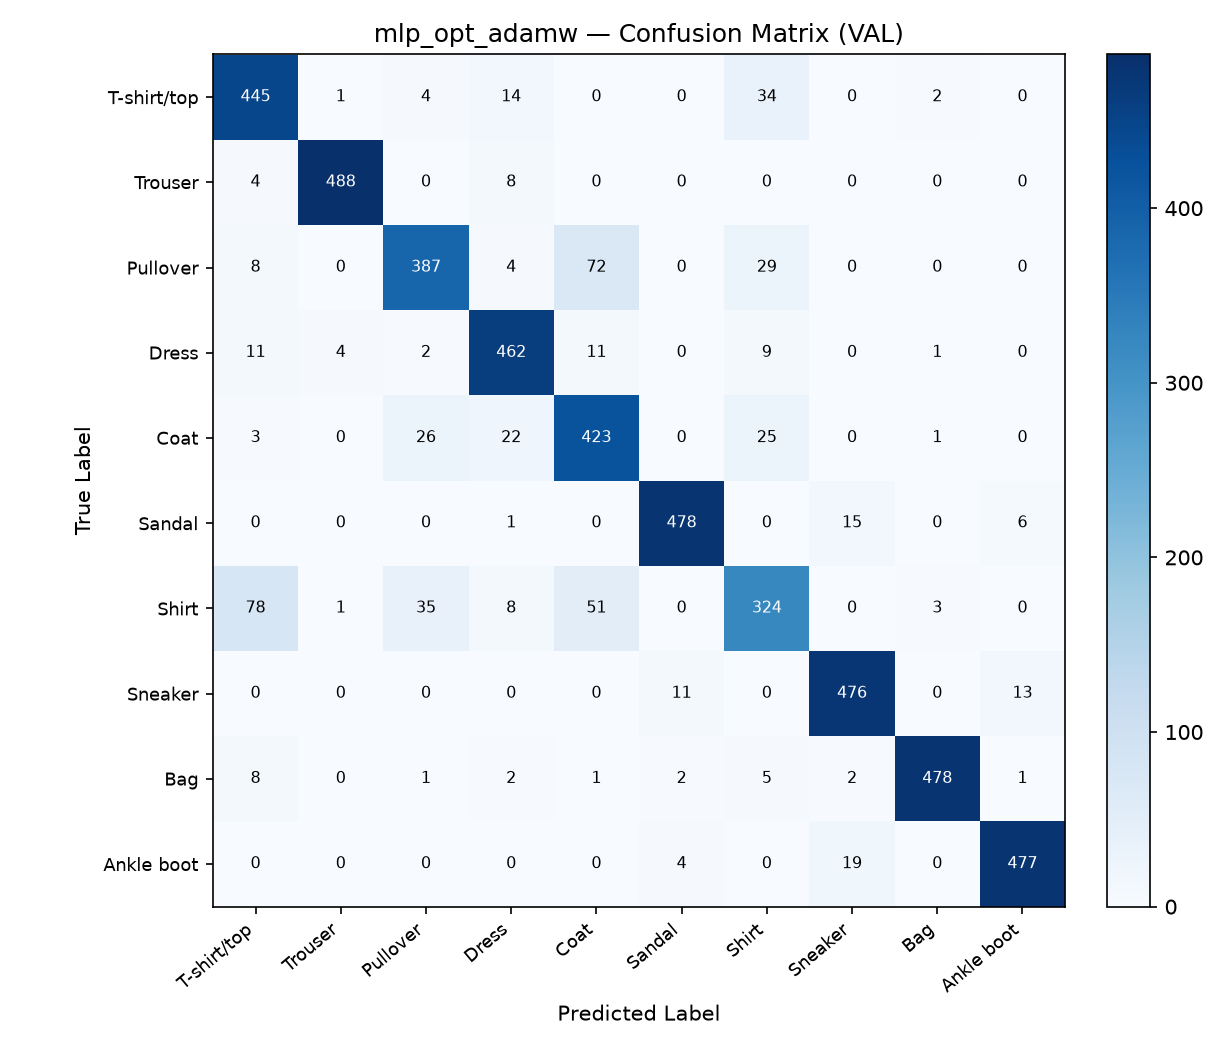 mlp_opt_adamw — Confusion Matrix (VAL)
T-shirt/top 445 1 4 14 0 0 34 0 2 0
Trouser 4 488 0 8 0 0 0 0 0 0
Pullover 8 0 387 4 72 0 29 0 0 0
Dress 11 4 2 462 11 0 9 0 1 0
Coat 3 0 26 22 423 0 25 0 1 0
Sandal 0 0 0 1 0 478 0 15 0 6
Shirt 78 1 35 8 51 0 324 0 3 0
Sneaker 0 0 0 0 0 11 0 476 0 13
Bag 8 0 1 2 1 2 5 2 478 1
Ankle boot 0 0 0 0 0 4 0 19 0 477
True Label
T-shirt/top Trouser Pullover Dress Coat Sandal Shirt Sneaker Bag Ankle boot
Predicted Label
400
300
200
100
0